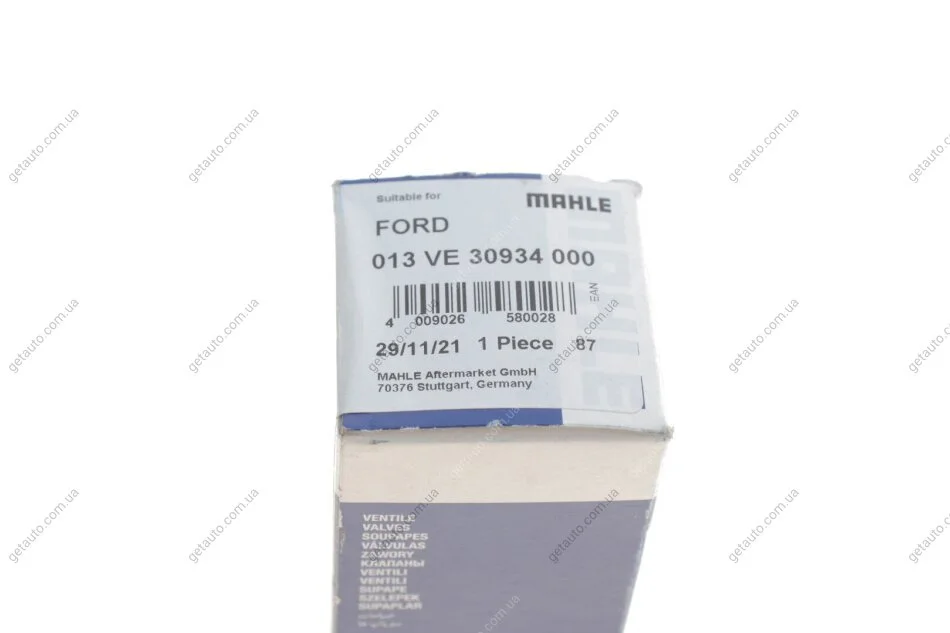 Suitable for
MAHLE
FORD
013 VE 30934 000
EAN
4 009026 580028
29/11/21 1 Piece 87
MAHLE Aftermarket GmbH
70376 Stuttgart, Germany
MAHLE
VENTILE
VALVES
SOUPAPES
VÁLVULAS
ZAWORY
КЛАПАНЫ
VENTILI
VENTILI
SUPAPE
SZELEPEK
SUPAPLAR
getauto.com.ua